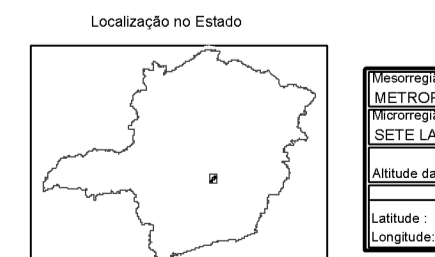 Localização no Estado
Mesorregiã
METROP
Microrregiã
SETE LA
Altitude da
Latitude :
Longitude: